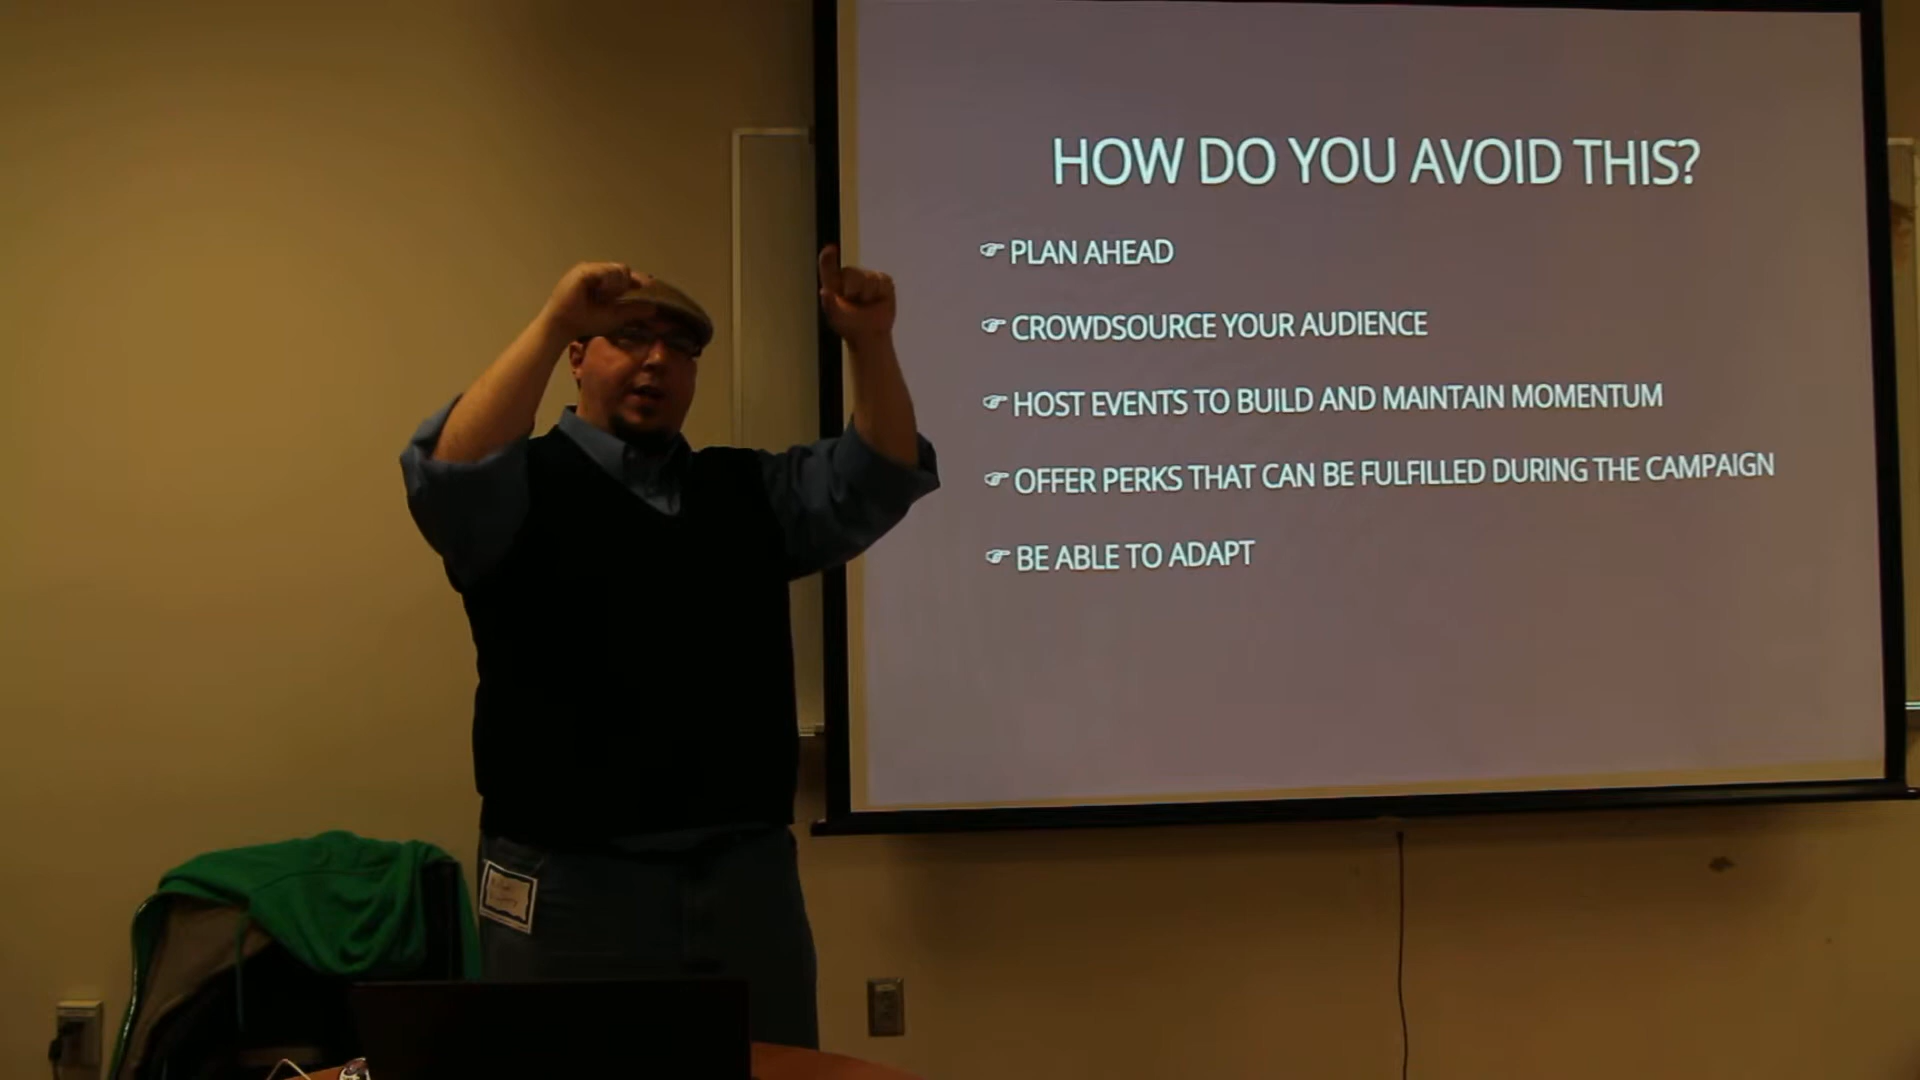 HOW DO YOU AVOID THIS?
☞ PLAN AHEAD
☞ CROWDSOURCE YOUR AUDIENCE
☞ HOST EVENTS TO BUILD AND MAINTAIN MOMENTUM
☞ OFFER PERKS THAT CAN BE FULFILLED DURING THE CAMPAIGN
☞ BE ABLE TO ADAPT